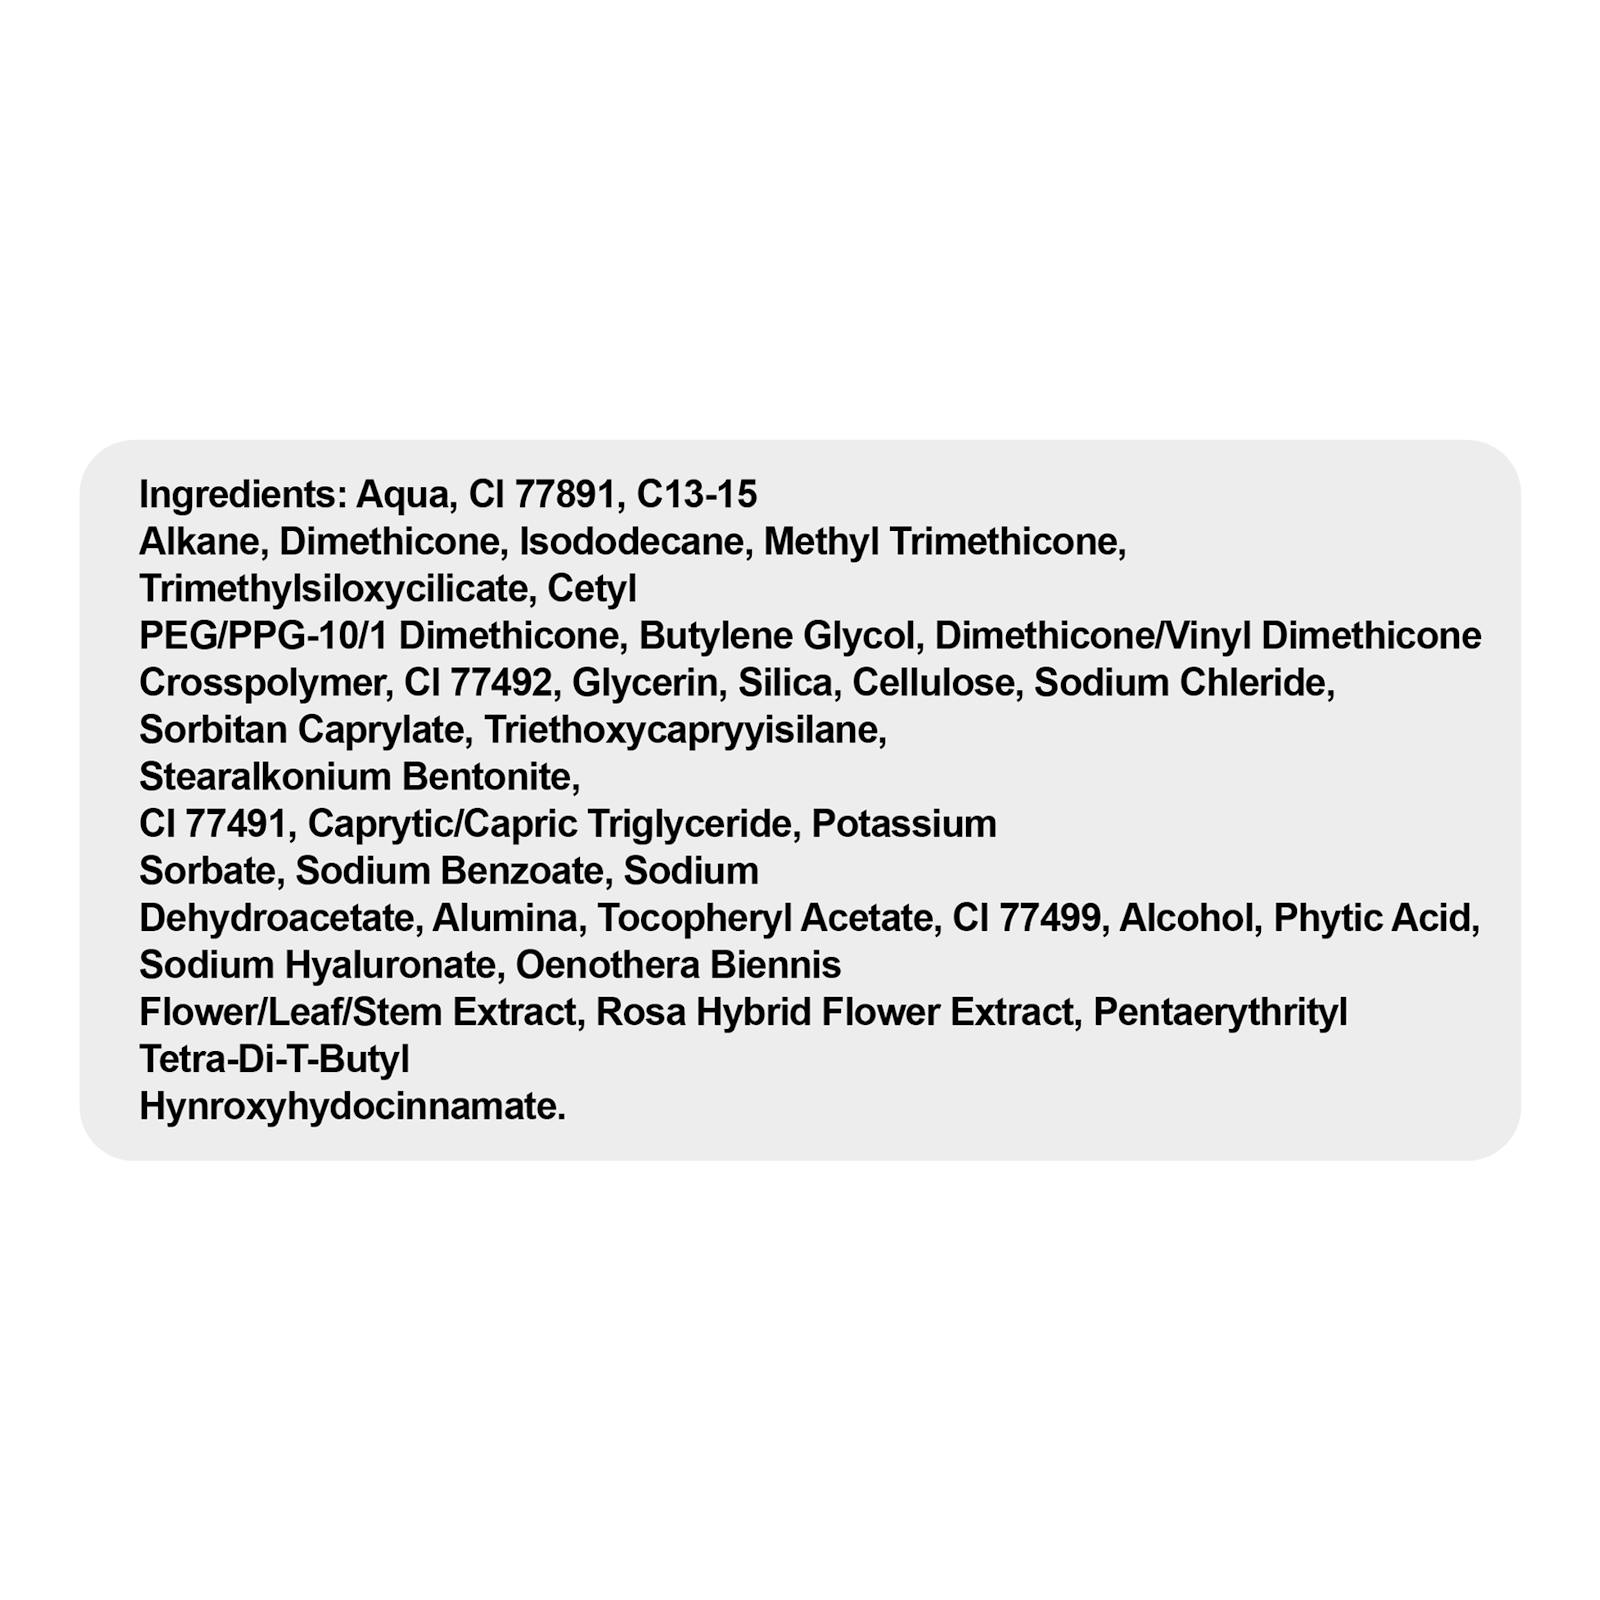 Ingredients: Aqua, CI 77891, C13-15
Alkane, Dimethicone, Isododecane, Methyl Trimethicone,
Trimethylsiloxycilicate, Cetyl
PEG/PPG-10/1 Dimethicone, Butylene Glycol, Dimethicone/Vinyl Dimethicone
Crosspolymer, CI 77492, Glycerin, Silica, Cellulose, Sodium Chleride,
Sorbitan Caprylate, Triethoxycapryyisilane,
Stearalkonium Bentonite,
CI 77491, Caprytic/Capric Triglyceride, Potassium
Sorbate, Sodium Benzoate, Sodium
Dehydroacetate, Alumina, Tocopheryl Acetate, CI 77499, Alcohol, Phytic Acid,
Sodium Hyaluronate, Oenothera Biennis
Flower/Leaf/Stem Extract, Rosa Hybrid Flower Extract, Pentaerythrityl
Tetra-Di-T-Butyl
Hynroxyhydocinnamate.